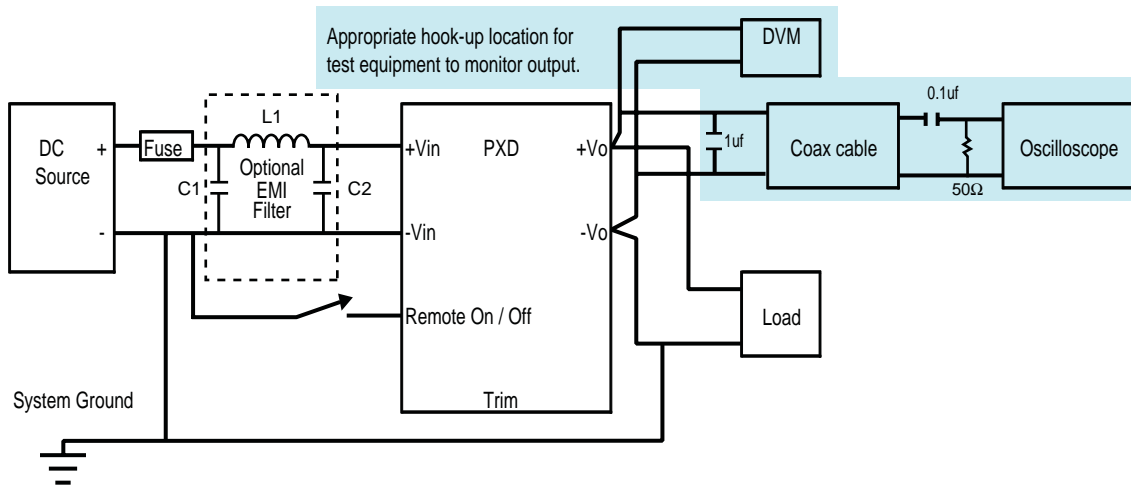 Appropriate hook-up location for
test equipment to monitor output.
DVM
0.1uf
L1
DC
Source
+
-
Fuse
Optional
EMI
Filter
C1
C2
+Vin
PXD
+Vo
1uf
Coax cable
50Ω
Oscilloscope
-Vin
-Vo
Remote On / Off
Load
Trim
System Ground